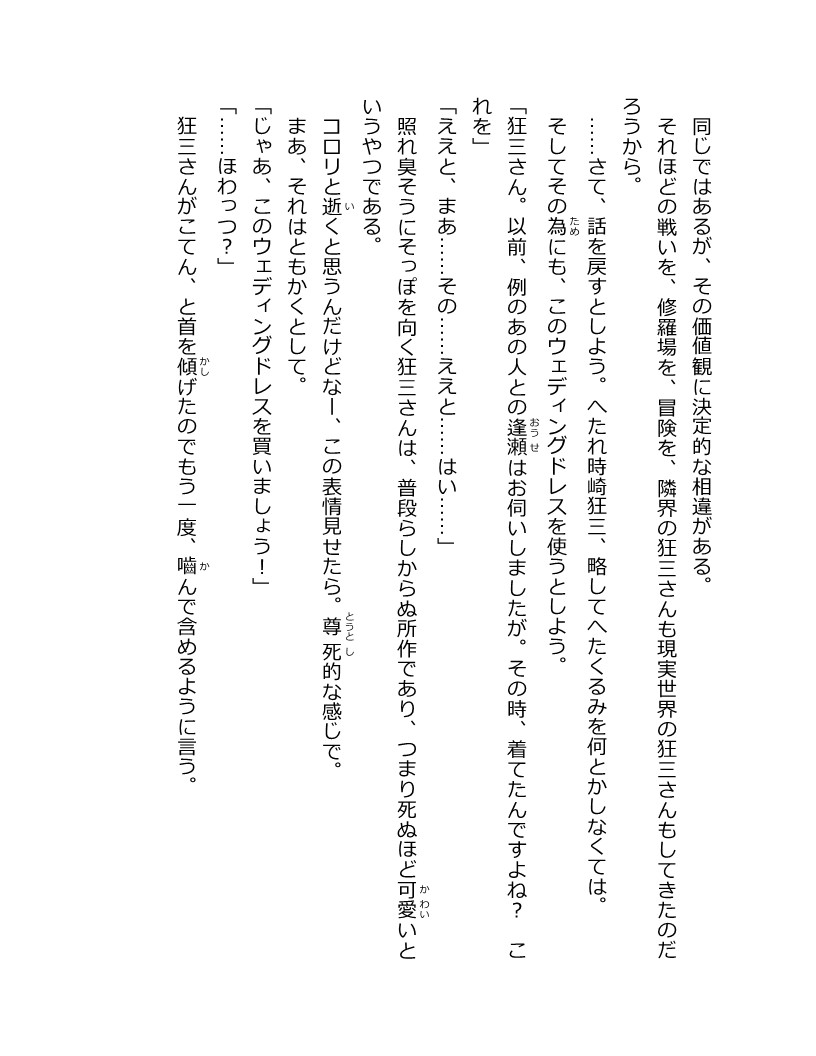 同じではあるが、その価値観に決定的な相違がある。
それほどの戦いを、修羅場を、冒険を、隣界の狂三さんも現実世界の狂三さんもしてきたのだ
ろうから。
……さて、話を戻すとしよう。へたれ時崎狂三、略してへたくるみを何とかしなくては。
そしてその為にも、このウェディングドレスを使うとしよう。
「狂三さん。以前、例のあの人との逢瀬はお伺いしましたが。その時、着てたんですよね？　こ
れを」
「ええと、まあ……その……ええと……はい……」
照れ臭そうにそっぽを向く狂三さんは、普段らしからぬ所作であり、つまり死ぬほど可愛いと
いうやつである。
コロリと逝くと思うんだけどなー、この表情見せたら。尊死的な感じで。
まあ、それはともかくとして。
「じゃあ、このウェディングドレスを買いましょう！」
「……ほわっつ？」
狂三さんがこてん、と首を傾げたのでもう一度、嚙んで含めるように言う。